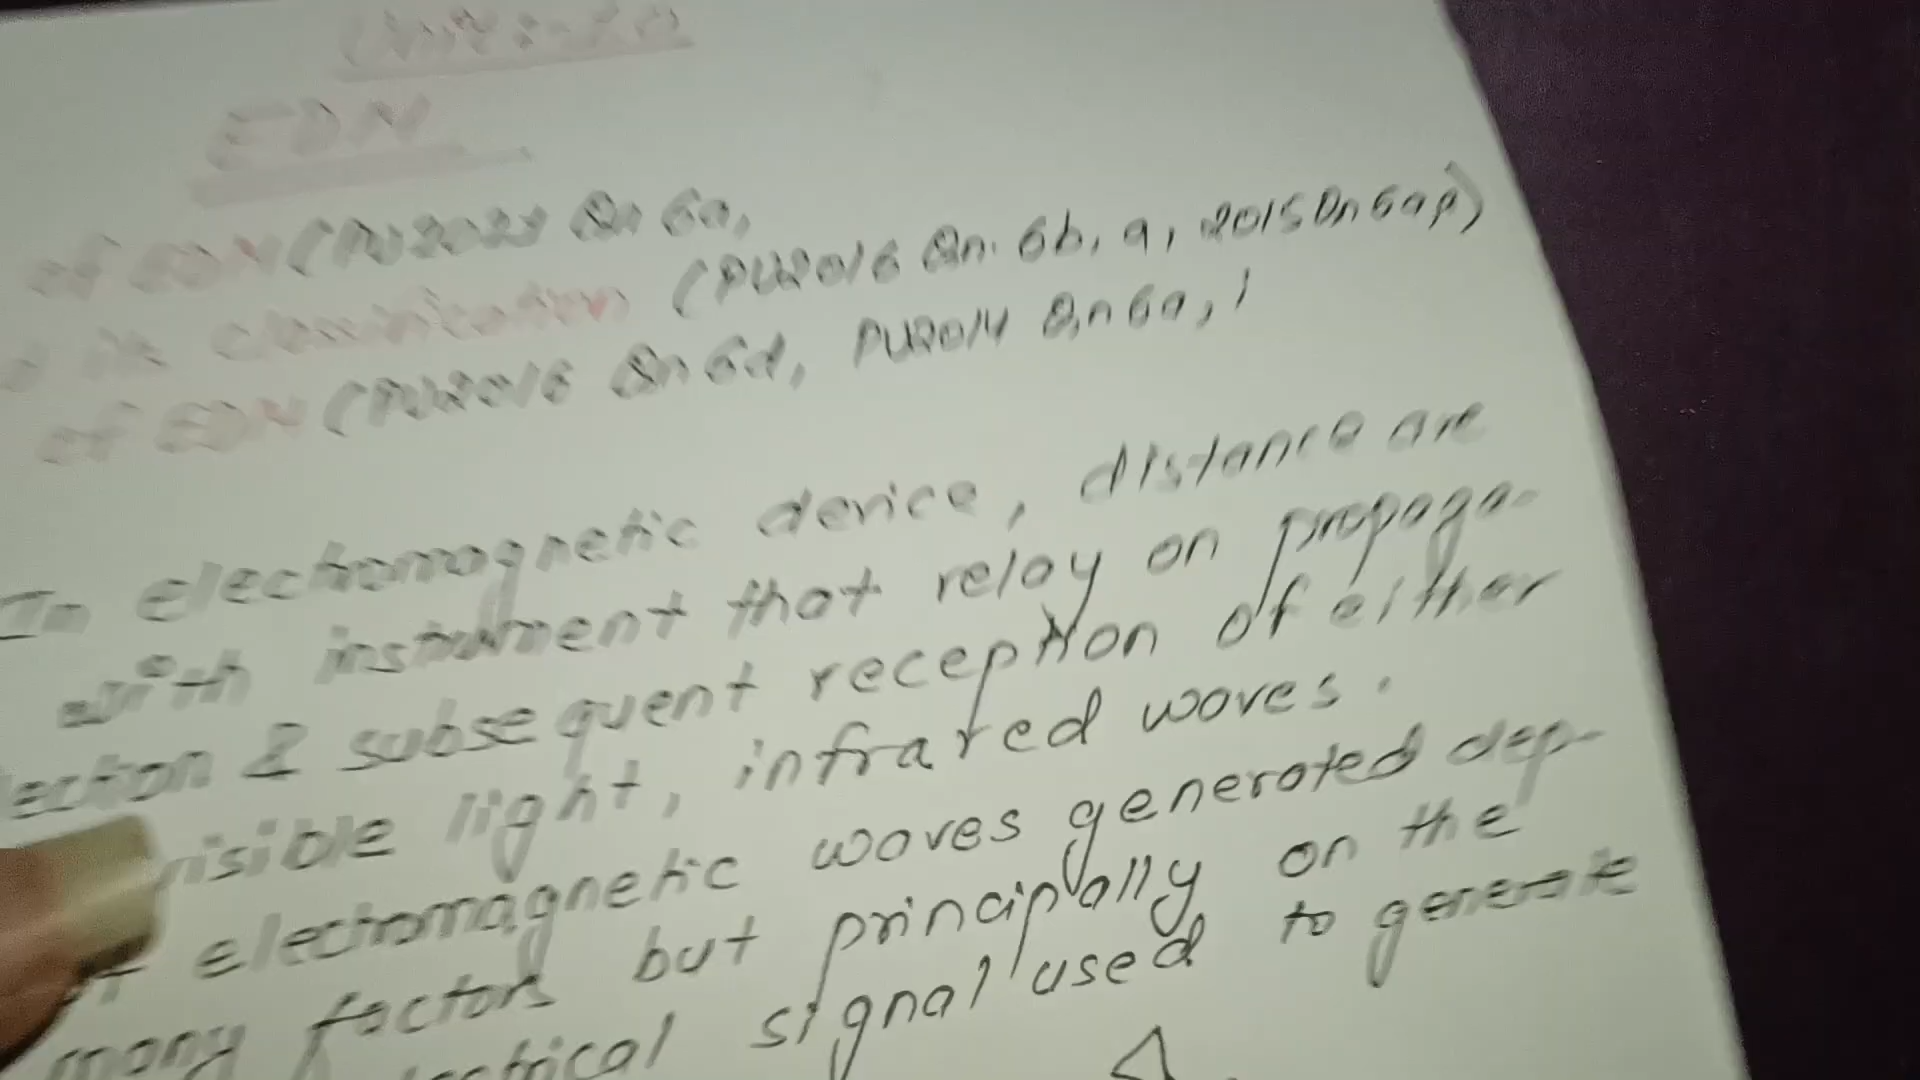 EDM
of EDM (PU2021 Qn 6a,
classification (PU2016 Qn. 6b, a, 2015 Qn 6a,
of EDM (PU2016 Qn 6d, PU2014 Qn 6a,
In electromagnetic device, distance are
with instrument that relay on propaga-
& subsequent reception of either
visible light, infrared waves.
electromagnetic waves generated dep-
many factors but principally on the
signal used to generate